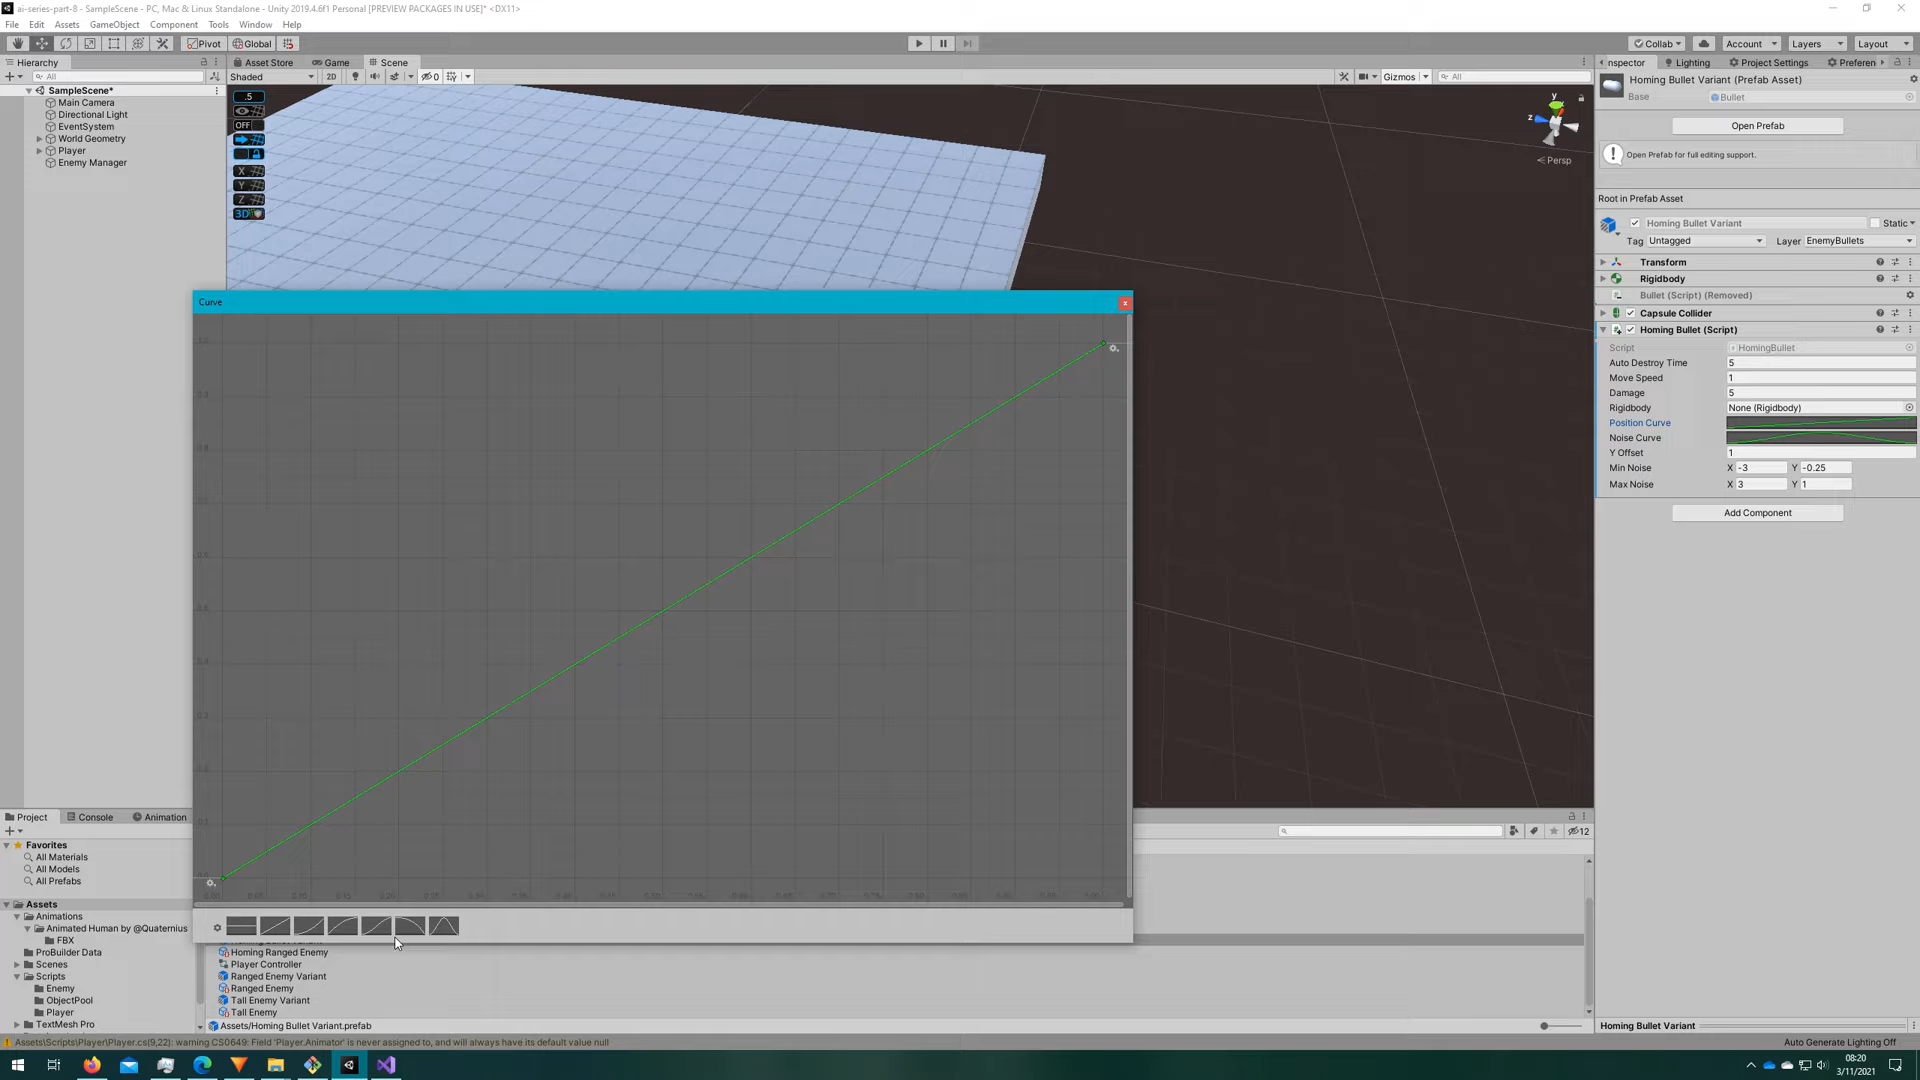 ai-series-part-8 - SampleScene - PC, Mac & Linux Standalone - Unity 2019.4.6f1 Personal [PREVIEW PACKAGES IN USE]* <DX11>
File Edit Assets GameObject Component Tools Window Help
Pivot Global
Collab Account Layers Layout
Hierarchy
All
SampleScene*
Main Camera
Directional Light
EventSystem
World Geometry
Player
Enemy Manager
Asset Store Game Scene
Shaded 2D 0 Gizmos All
.5
OFF
X
Y
Z
3D
y
z
Persp
Curve
nspector Lighting Project Settings Preferen
Homing Bullet Variant (Prefab Asset)
Base Bullet
Open Prefab
Open Prefab for full editing support.
Root in Prefab Asset
Homing Bullet Variant Static
Tag Untagged Layer EnemyBullets
Transform
Rigidbody
Bullet (Script) (Removed)
Capsule Collider
Homing Bullet (Script)
Script HomingBullet
Auto Destroy Time 5
Move Speed 1
Damage 5
Rigidbody None (Rigidbody)
Position Curve
Noise Curve
Y Offset 1
Min Noise X -3 Y -0.25
Max Noise X 3 Y 1
Add Component
Project Console Animation
12
Favorites
All Materials
All Models
All Prefabs
Assets
Animations
Animated Human by @Quaternius
FBX
ProBuilder Data
Scenes
Scripts
Enemy
ObjectPool
Player
TextMesh Pro
Homing Ranged Enemy
Player Controller
Ranged Enemy Variant
Ranged Enemy
Tall Enemy Variant
Tall Enemy
Assets/Homing Bullet Variant.prefab
Homing Bullet Variant
Assets\Scripts\Player\Player.cs(9,22): warning CS0649: Field 'Player.Animator' is never assigned to, and will always have its default value null
Auto Generate Lighting Off
08:20
3/11/2021